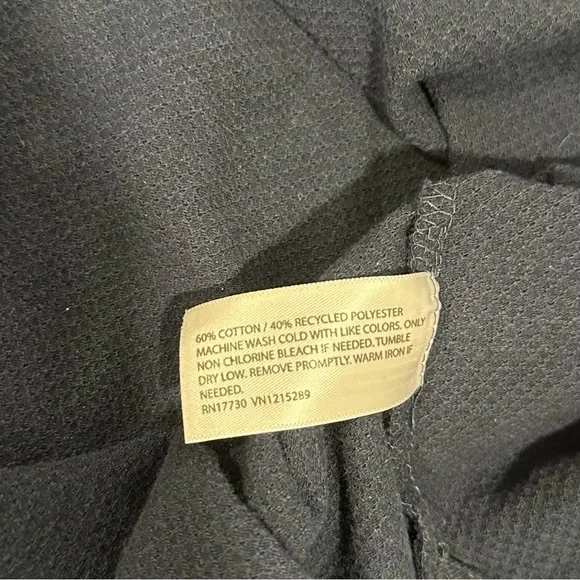 60% COTTON / 40% RECYCLED POLYESTER
MACHINE WASH COLD WITH LIKE COLORS. ONLY
NON CHLORINE BLEACH IF NEEDED. TUMBLE
DRY LOW. REMOVE PROMPTLY. WARM IRON IF
NEEDED.
RN17730 VN1215289